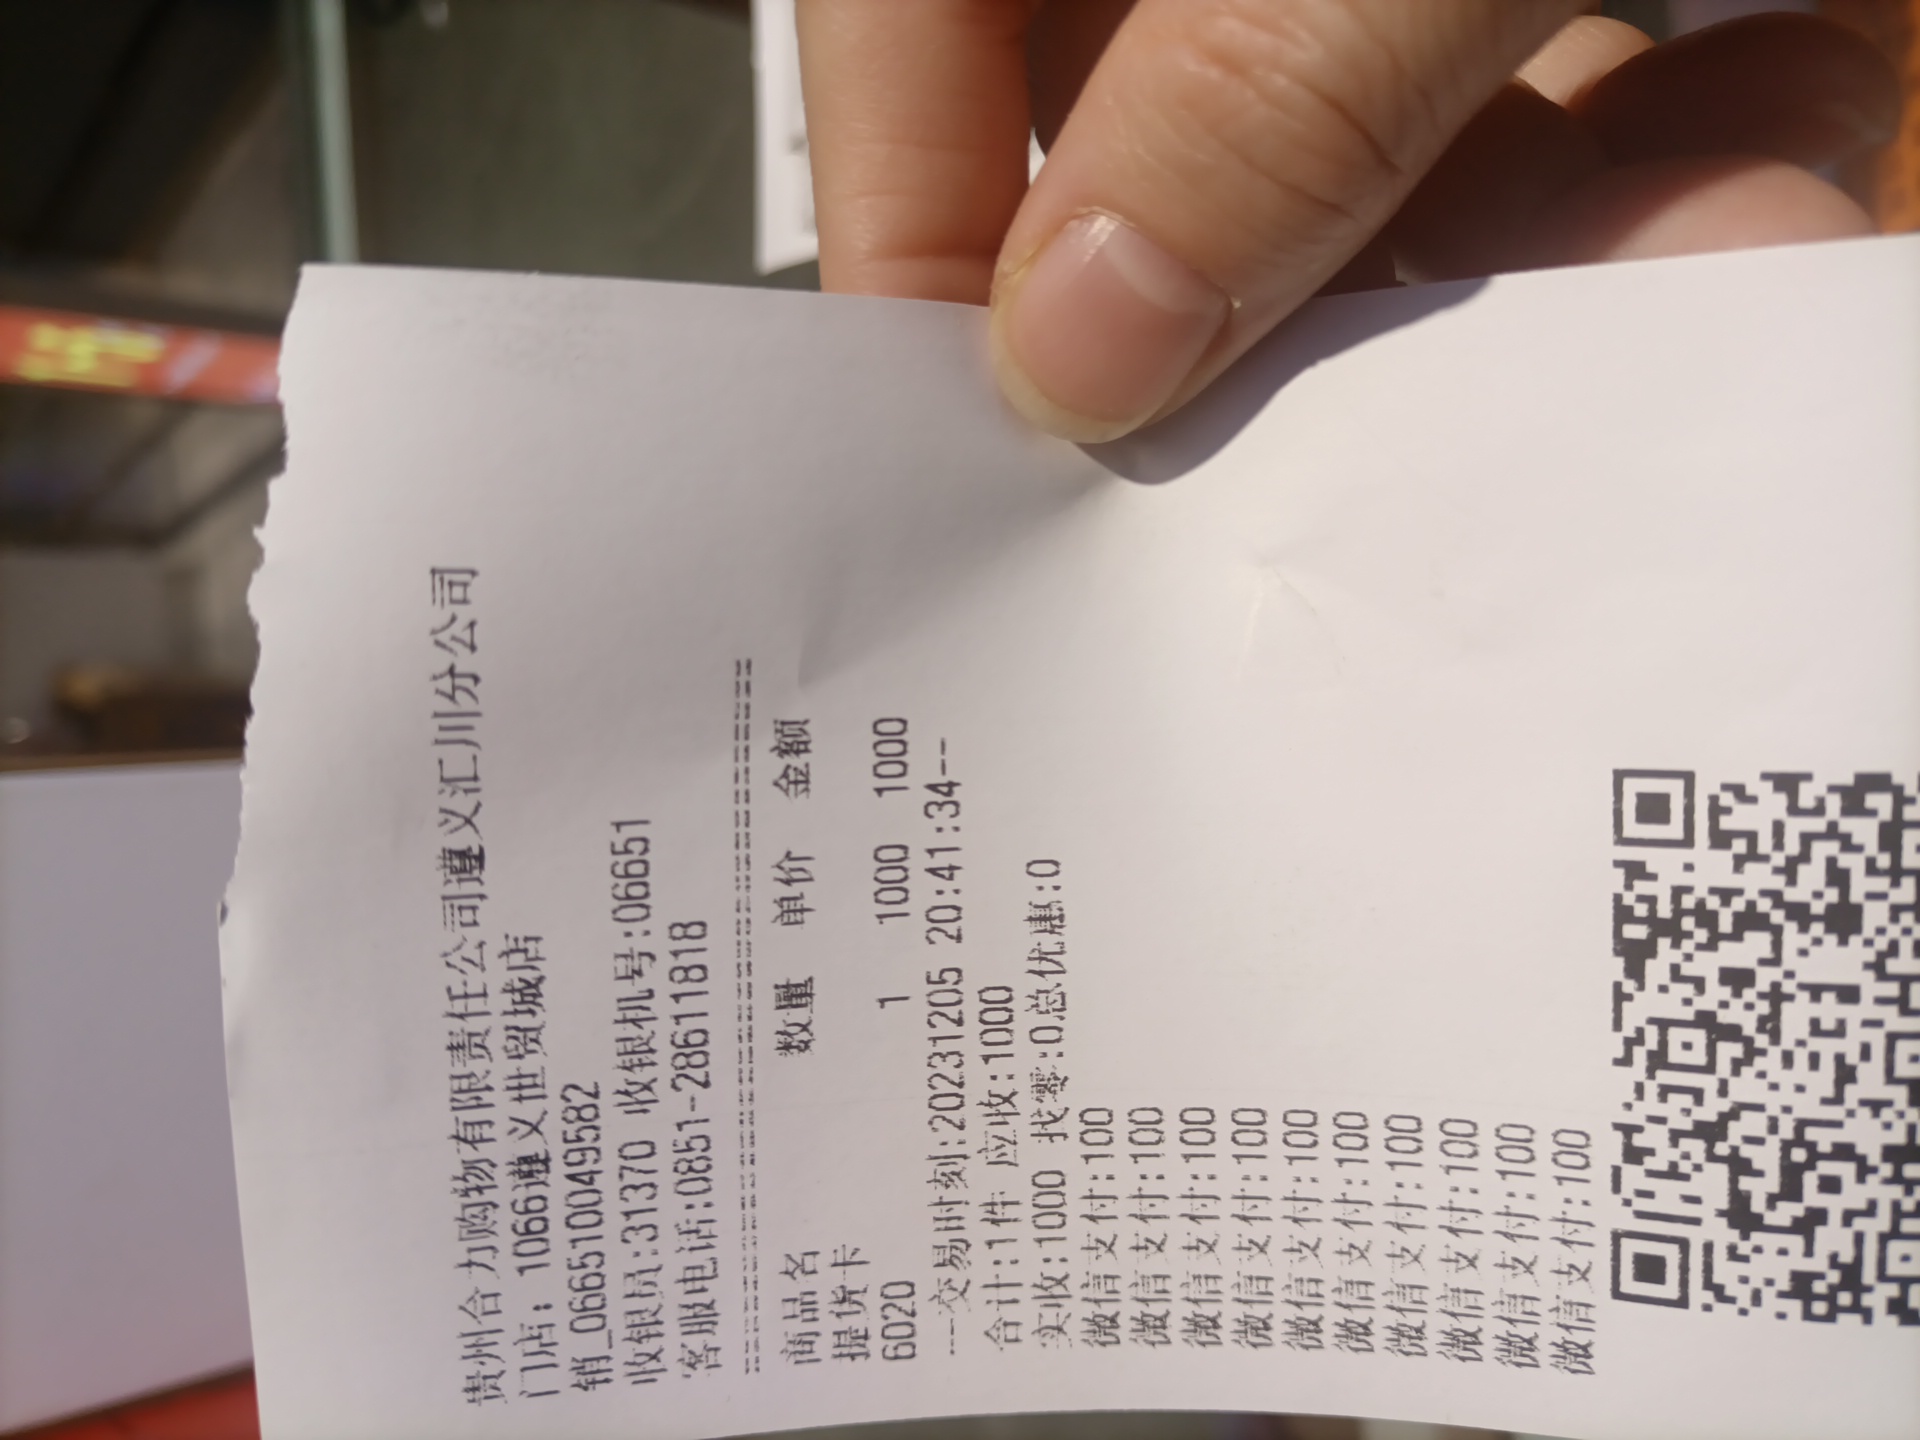 贵州合力购物有限责任公司遵义汇川分公司
门店：1066遵义世贸城店
销_066510049582
收银员:31370 收银机号:06651
客服电话:0851-28611818
==========================================
商品名 数量 单价 金额
提货卡
6020 1 1000 1000
---交易时刻:20231205 20:41:34--
合计:1件 应收:1000
实收:1000 找零:0总优惠:0
微信支付:100
微信支付:100
微信支付:100
微信支付:100
微信支付:100
微信支付:100
微信支付:100
微信支付:100
微信支付:100
微信支付:100